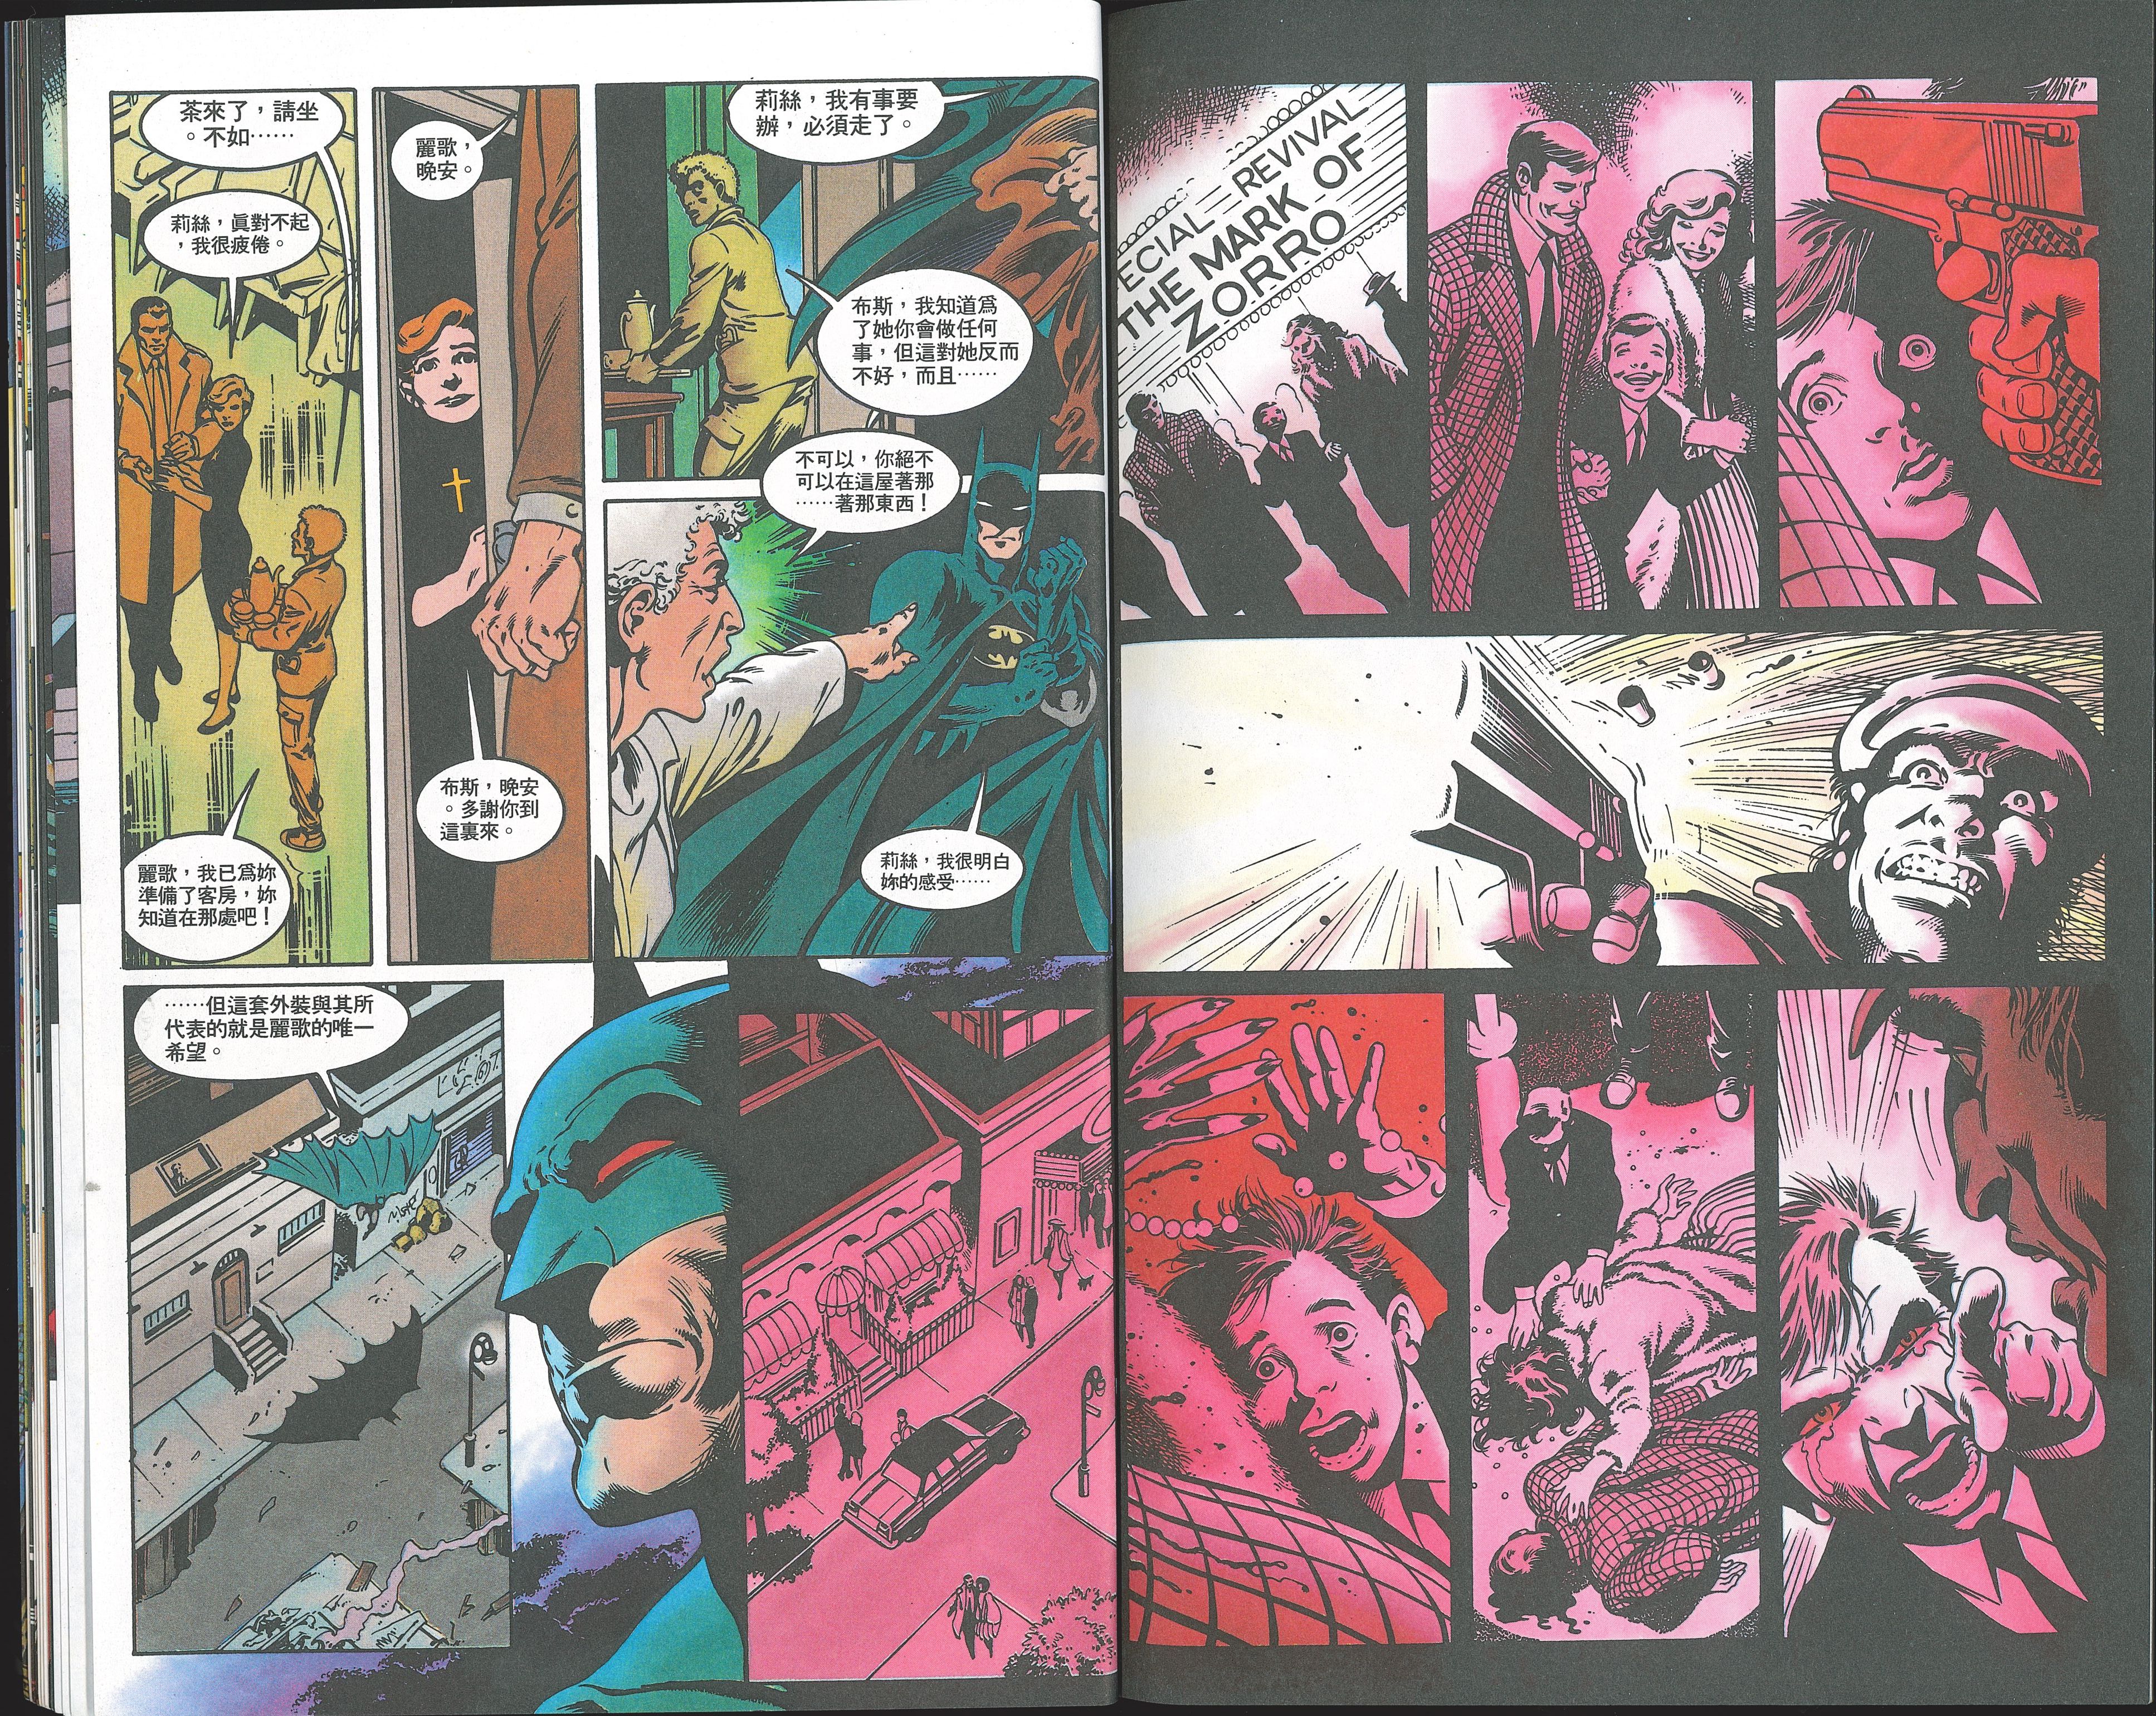 茶來了，請坐
。不如……
莉絲，眞對不起
，我很疲倦。
麗歌，我已爲妳
準備了客房，妳
知道在那處吧！
麗歌，
晚安。
布斯，晚安
。多謝你到
這裏來。
莉絲，我有事要
辦，必須走了。
布斯，我知道爲
了她你會做任何
事，但這對她反而
不好，而且……
不可以，你絕不
可以在這屋著那
……著那東西！
莉絲，我很明白
妳的感受……
……但這套外裝與其所
代表的就是麗歌的唯一
希望。
ECIAL REVIVAL
THE MARK OF
ZORRO